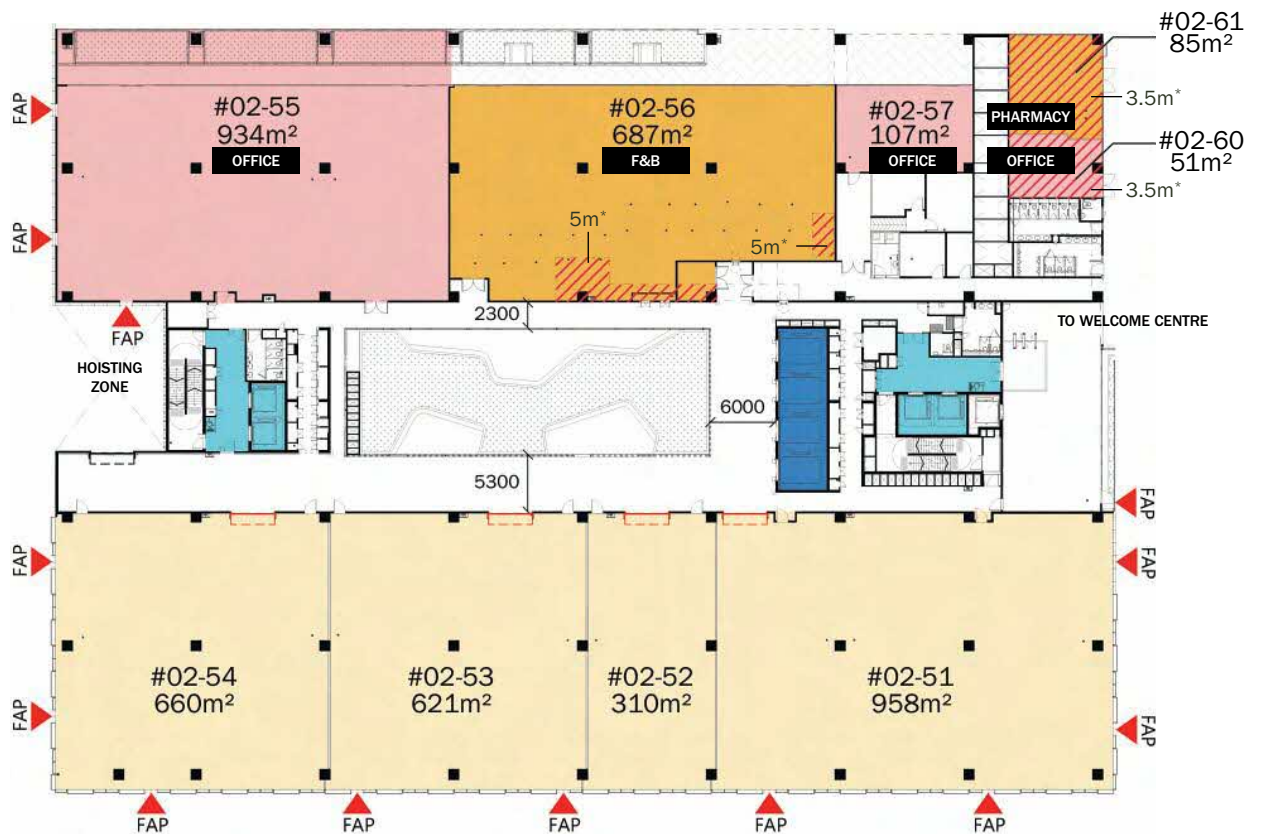 #02-61
85m²
3.5m*
PHARMACY
#02-60
51m²
OFFICE
3.5m*
#02-55
934m²
OFFICE
#02-56
687m²
F&B
#02-57
107m²
OFFICE
5m*
5m*
FAP
FAP
FAP
HOISTING
ZONE
2300
6000
5300
TO WELCOME CENTRE
FAP
FAP
FAP
FAP
FAP
#02-54
660m²
#02-53
621m²
#02-52
310m²
#02-51
958m²
FAP
FAP
FAP
FAP
FAP